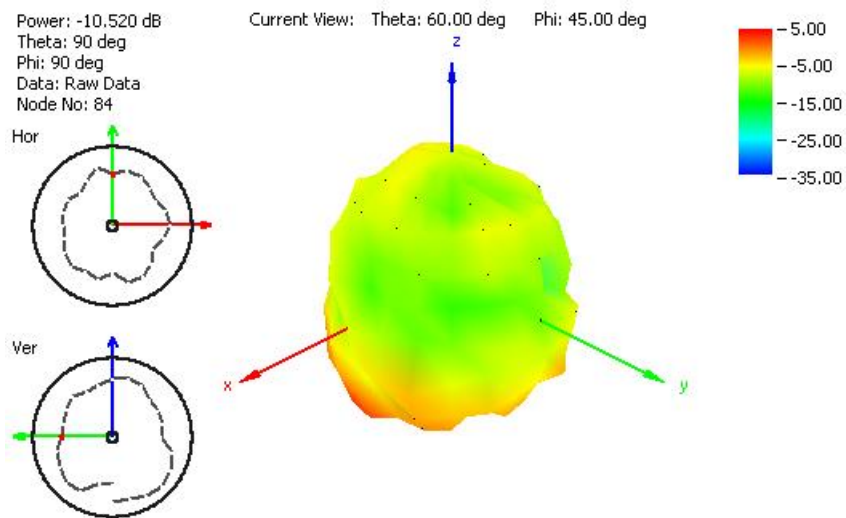 Power: -10.520 dB
Theta: 90 deg
Phi: 90 deg
Data: Raw Data
Node No: 84
Current View: Theta: 60.00 deg Phi: 45.00 deg
Hor
Ver
z
x
y
5.00
-5.00
-15.00
-25.00
-35.00